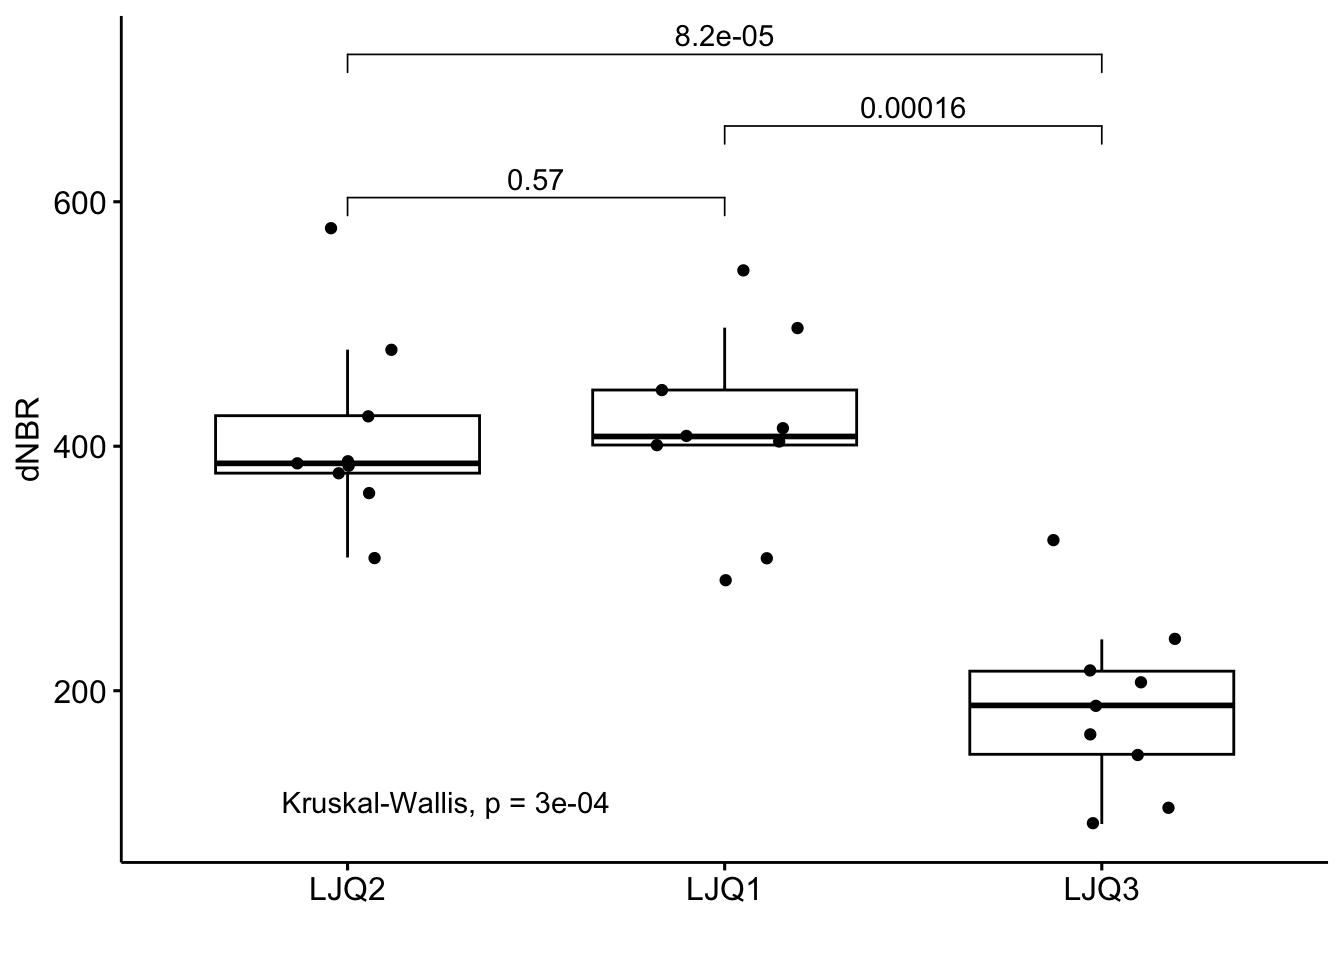 8.2e-05
0.00016
0.57
600
400
200
dNBR
Kruskal-Wallis, p = 3e-04
LJQ2
LJQ1
LJQ3